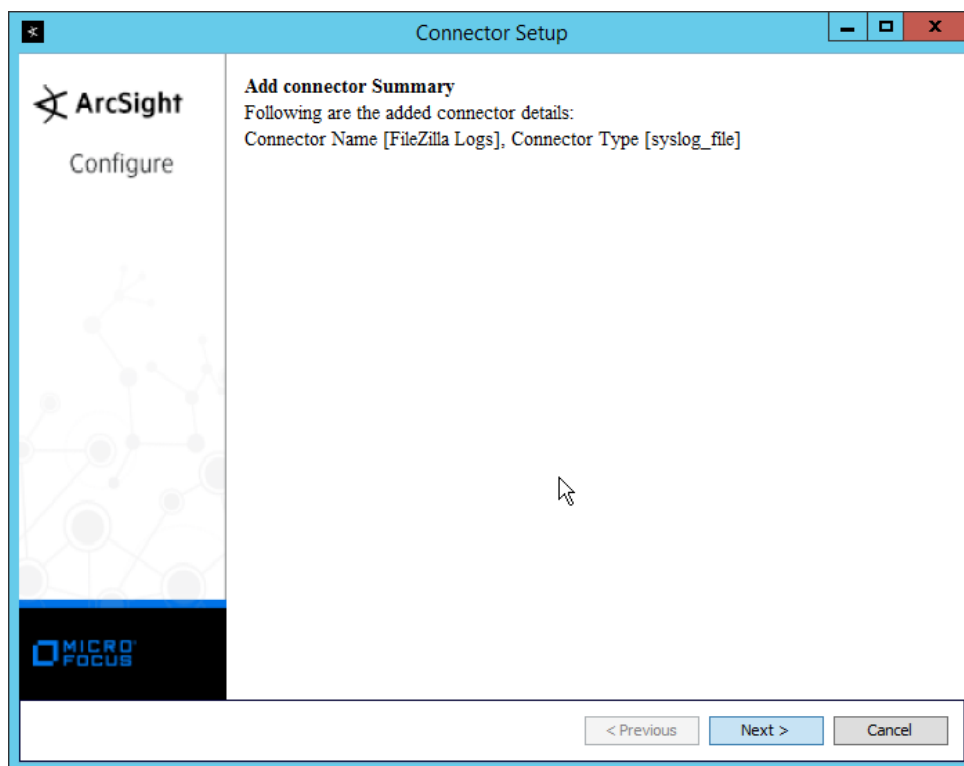 Connector Setup
ArcSight
Configure
Add connector Summary
Following are the added connector details:
Connector Name [FileZilla Logs], Connector Type [syslog_file]
MICRO
FOCUS
< Previous
Next >
Cancel